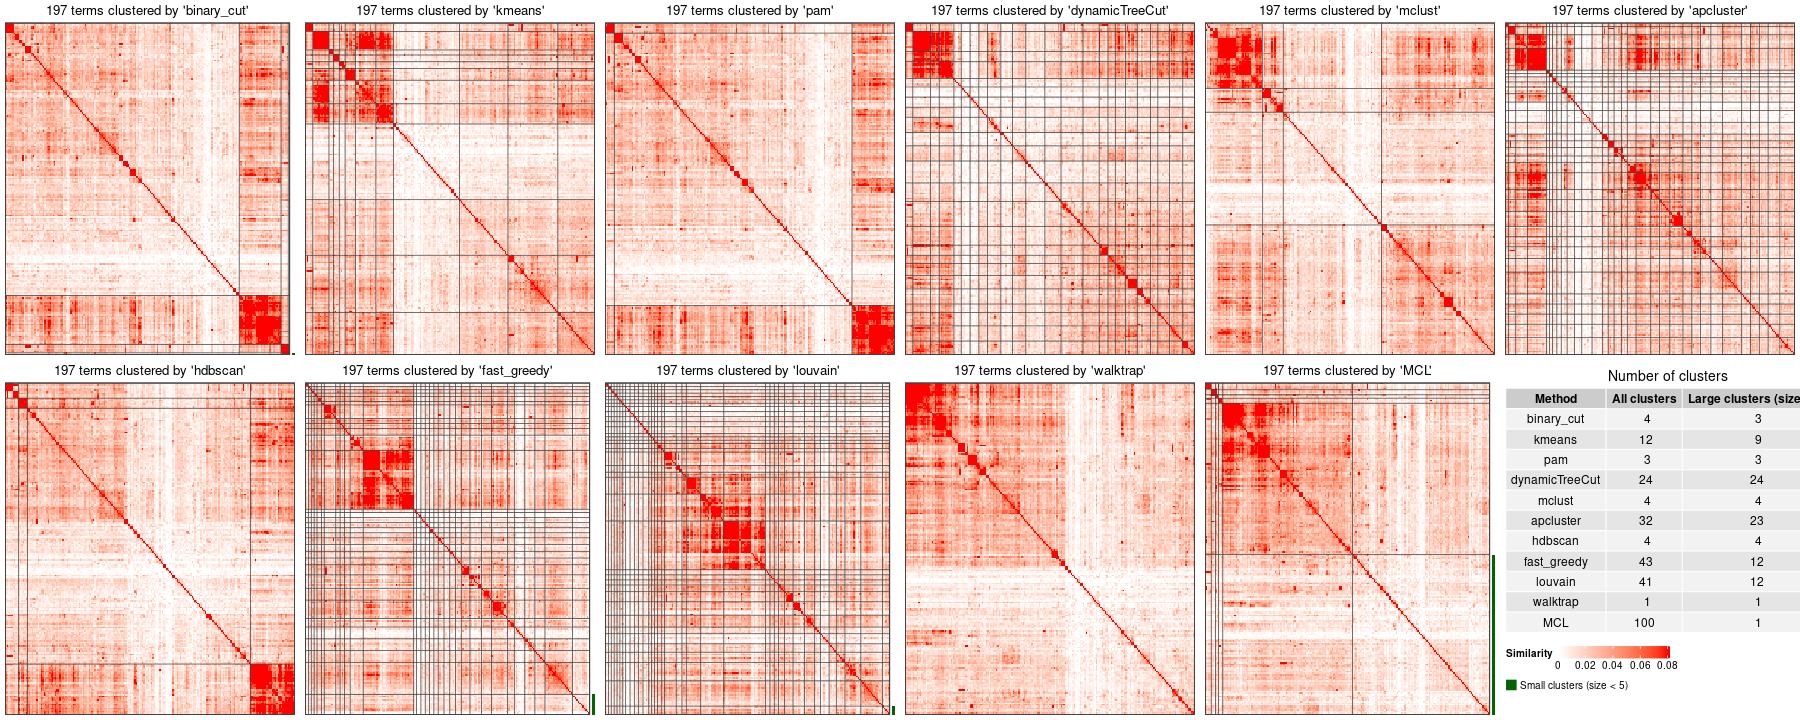 197 terms clustered by 'binary_cut'
197 terms clustered by 'kmeans'
197 terms clustered by 'pam'
197 terms clustered by 'dynamicTreeCut'
197 terms clustered by 'mclust'
197 terms clustered by 'apcluster'
197 terms clustered by 'hdbscan'
197 terms clustered by 'fast_greedy'
197 terms clustered by 'louvain'
197 terms clustered by 'walktrap'
197 terms clustered by 'MCL'
Number of clusters
Method All clusters Large clusters (size
binary_cut 4 3
kmeans 12 9
pam 3 3
dynamicTreeCut 24 24
mclust 4 4
apcluster 32 23
hdbscan 4 4
fast_greedy 43 12
louvain 41 12
walktrap 1 1
MCL 100 1
Similarity
0 0.02 0.04 0.06 0.08
Small clusters (size < 5)